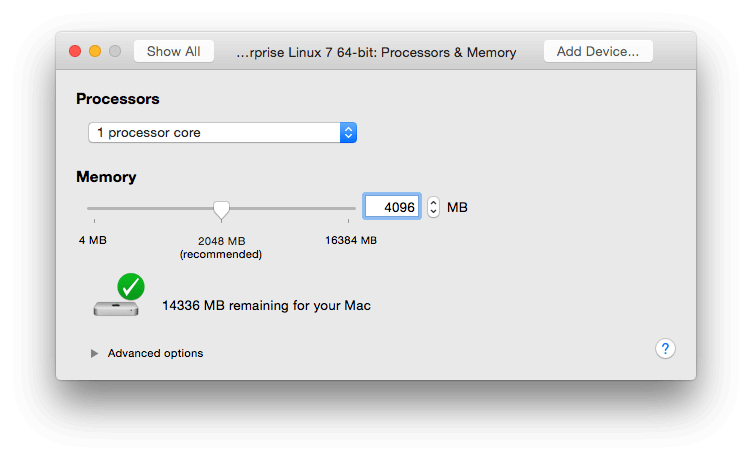 Show All …rprise Linux 7 64-bit: Processors & Memory Add Device...
Processors
1 processor core
Memory
4096 MB
4 MB 2048 MB 16384 MB
(recommended)
14336 MB remaining for your Mac
Advanced options ?